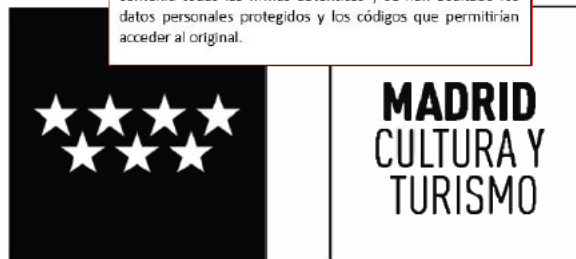 datos personales protegidos y los códigos que permitirían
acceder al original.
MADRID
CULTURA Y
TURISMO